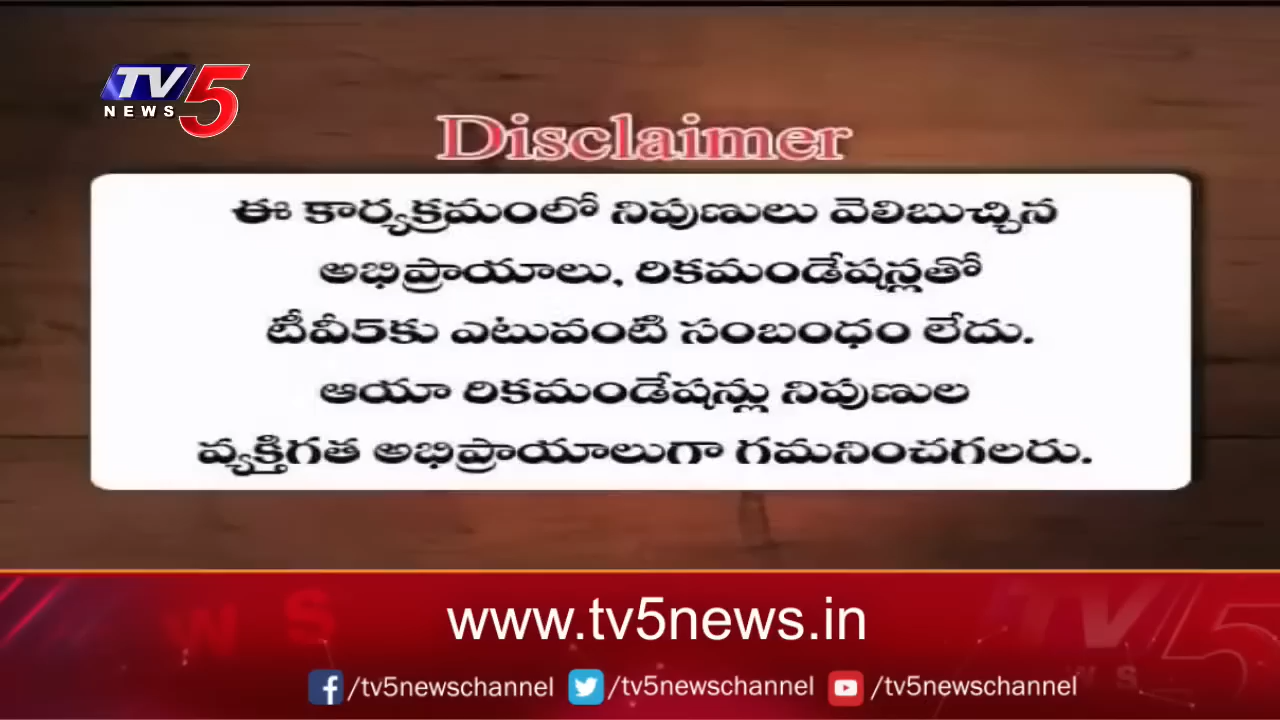 TV5
NEWS
Disclaimer
ఈ కార్యక్రమంలో నిపుణులు వెలిబుచ్చిన
అభిప్రాయాలు, రికమండేషన్లతో
టీవీ5కు ఎటువంటి సంబంధం లేదు.
ఆయా రికమండేషన్లు నిపుణుల
వ్యక్తిగత అభిప్రాయాలుగా గమనించగలరు.
www.tv5news.in
/tv5newschannel /tv5newschannel /tv5newschannel